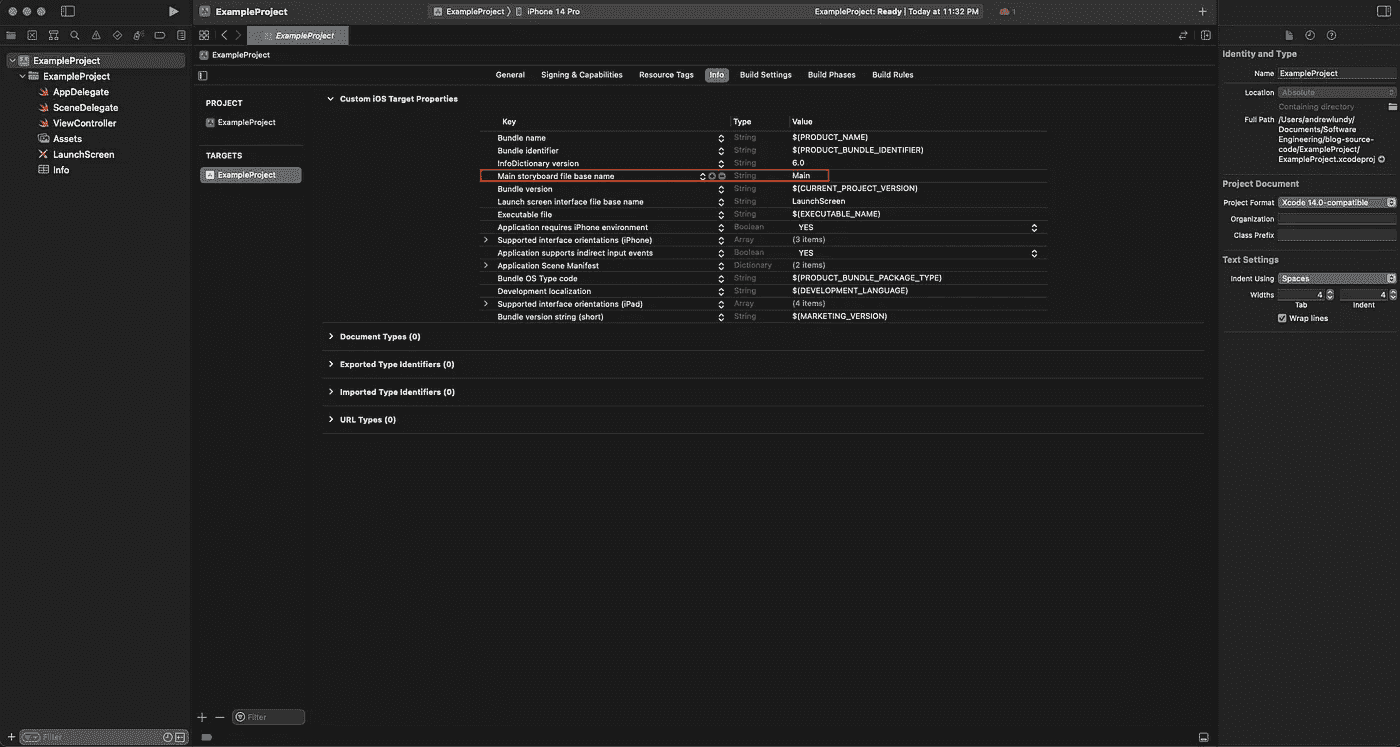 ExampleProject
ExampleProject 〉 iPhone 14 Pro
ExampleProject: Ready | Today at 11:32 PM
1
ExampleProject
ExampleProject
ExampleProject
ExampleProject
AppDelegate
SceneDelegate
ViewController
Assets
LaunchScreen
Info
Filter
General Signing & Capabilities Resource Tags Info Build Settings Build Phases Build Rules
PROJECT
ExampleProject
TARGETS
ExampleProject
Filter
Custom iOS Target Properties
Key Type Value
Bundle name String $(PRODUCT_NAME)
Bundle identifier String $(PRODUCT_BUNDLE_IDENTIFIER)
InfoDictionary version String 6.0
Main storyboard file base name String Main
Bundle version String $(CURRENT_PROJECT_VERSION)
Launch screen interface file base name String LaunchScreen
Executable file String $(EXECUTABLE_NAME)
Application requires iPhone environment Boolean YES
Supported interface orientations (iPhone) Array (3 items)
Application supports indirect input events Boolean YES
Application Scene Manifest Dictionary (2 items)
Bundle OS Type code String $(PRODUCT_BUNDLE_PACKAGE_TYPE)
Development localization String $(DEVELOPMENT_LANGUAGE)
Supported interface orientations (iPad) Array (4 items)
Bundle version string (short) String $(MARKETING_VERSION)
Document Types (0)
Exported Type Identifiers (0)
Imported Type Identifiers (0)
URL Types (0)
Identity and Type
Name ExampleProject
Location Absolute
Containing directory
Full Path /Users/andrewlundy/
Documents/Software
Engineering/blog-source-
code/ExampleProject/
ExampleProject.xcodeproj
Project Document
Project Format Xcode 14.0-compatible
Organization
Class Prefix
Text Settings
Indent Using Spaces
Widths 4 4
Tab Indent
Wrap lines